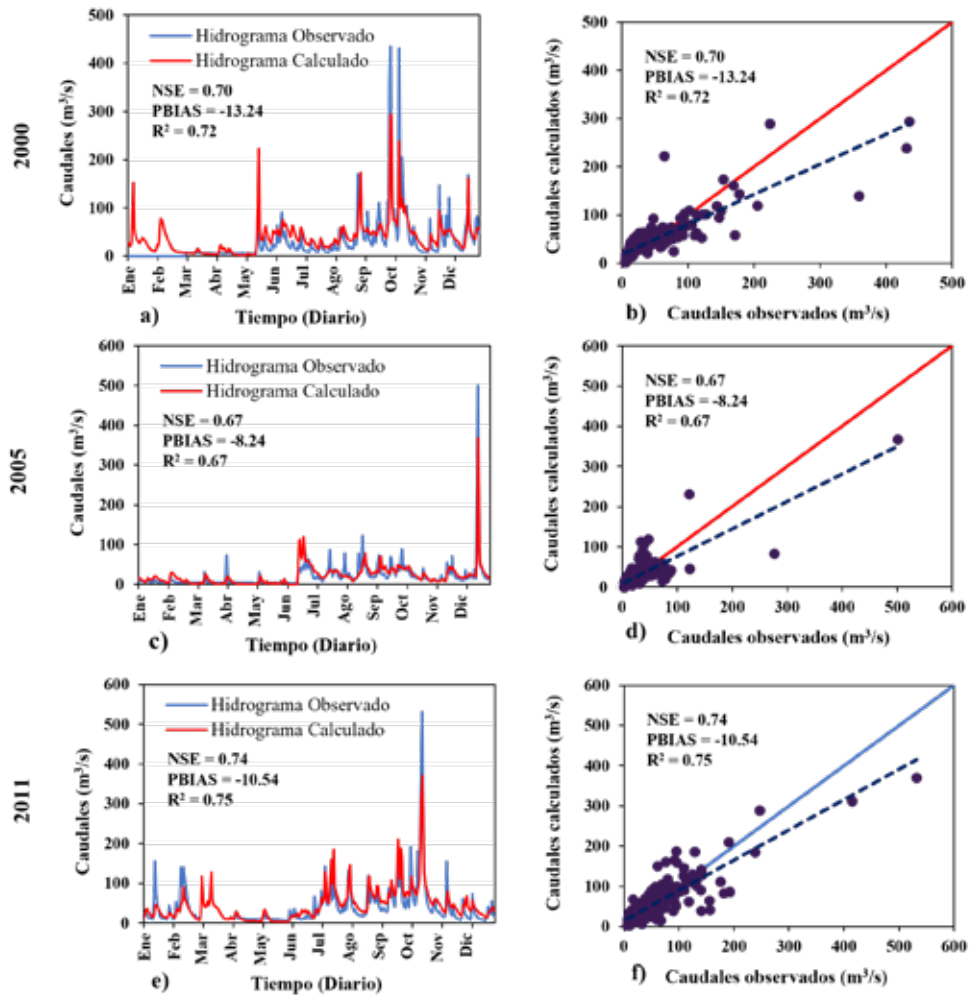 2000
Caudales (m³/s)
500
400
300
200
100
0
Hidrograma Observado
Hidrograma Calculado
NSE = 0.70
PBIAS = -13.24
R² = 0.72
Ene
Feb
Mar
Abr
May
Jun
Jul
Ago
Sep
Oct
Nov
Dic
a)
Tiempo (Diario)
Caudales calculados (m³/s)
500
400
300
200
100
0
NSE = 0.70
PBIAS = -13.24
R² = 0.72
0
100
200
300
400
500
b)
Caudales observados (m³/s)
2005
Caudales (m³/s)
600
500
400
300
200
100
0
Hidrograma Observado
Hidrograma Calculado
NSE = 0.67
PBIAS = -8.24
R² = 0.67
Ene
Feb
Mar
Abr
May
Jun
Jul
Ago
Sep
Oct
Nov
Dic
c)
Tiempo (Diario)
Caudales calculados (m³/s)
600
500
400
300
200
100
0
NSE = 0.67
PBIAS = -8.24
R² = 0.67
0
100
200
300
400
500
600
d)
Caudales observados (m³/s)
2011
Caudales (m³/s)
600
500
400
300
200
100
0
Hidrograma Observado
Hidrograma Calculado
NSE = 0.74
PBIAS = -10.54
R² = 0.75
Ene
Feb
Mar
Abr
May
Jun
Jul
Ago
Sep
Oct
Nov
Dic
e)
Tiempo (Diario)
Caudales calculados (m³/s)
600
500
400
300
200
100
0
NSE = 0.74
PBIAS = -10.54
R² = 0.75
0
100
200
300
400
500
600
f)
Caudales observados (m³/s)